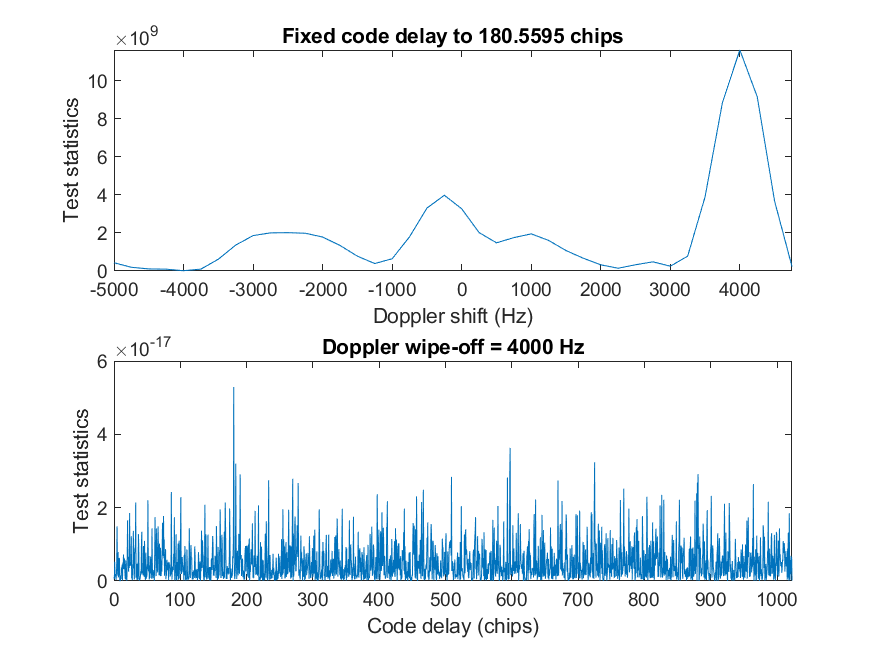 ×10^9
Fixed code delay to 180.5595 chips
10
8
6
4
2
0
Test statistics
-5000 -4000 -3000 -2000 -1000 0 1000 2000 3000 4000
Doppler shift (Hz)
×10^-17
Doppler wipe-off = 4000 Hz
6
4
2
0
Test statistics
0 100 200 300 400 500 600 700 800 900 1000
Code delay (chips)